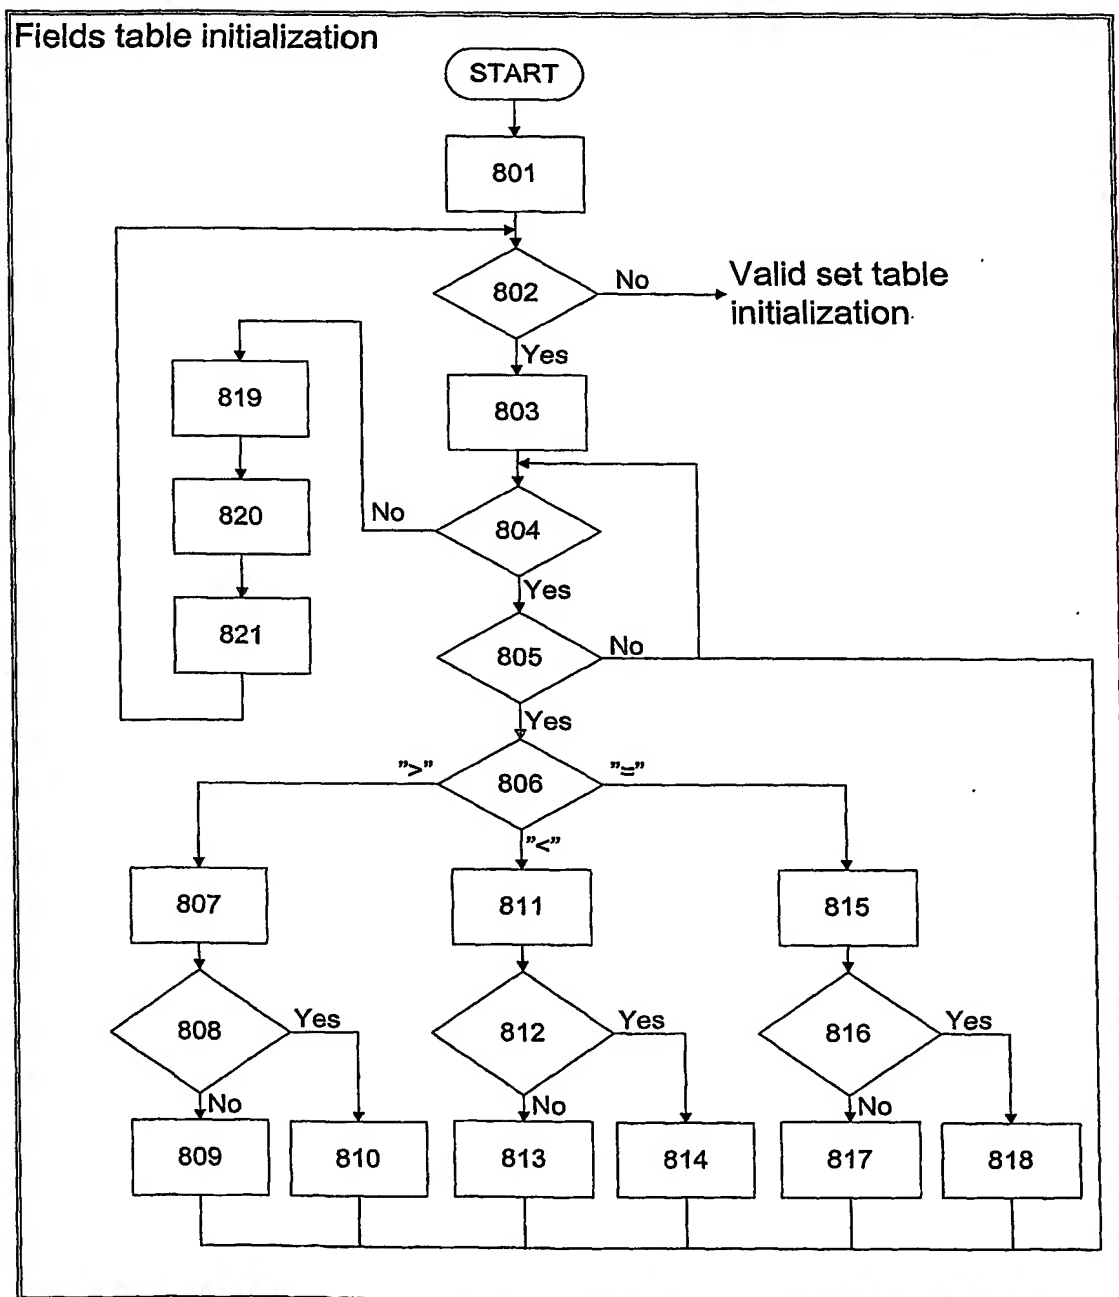 Fields table initialization
START
801
802
No
Valid set table
initialization
Yes
803
819
820
821
No
804
Yes
805
No
Yes
">"
806
"="
"<"
807
811
815
808
Yes
812
Yes
816
Yes
No
No
No
809
810
813
814
817
818